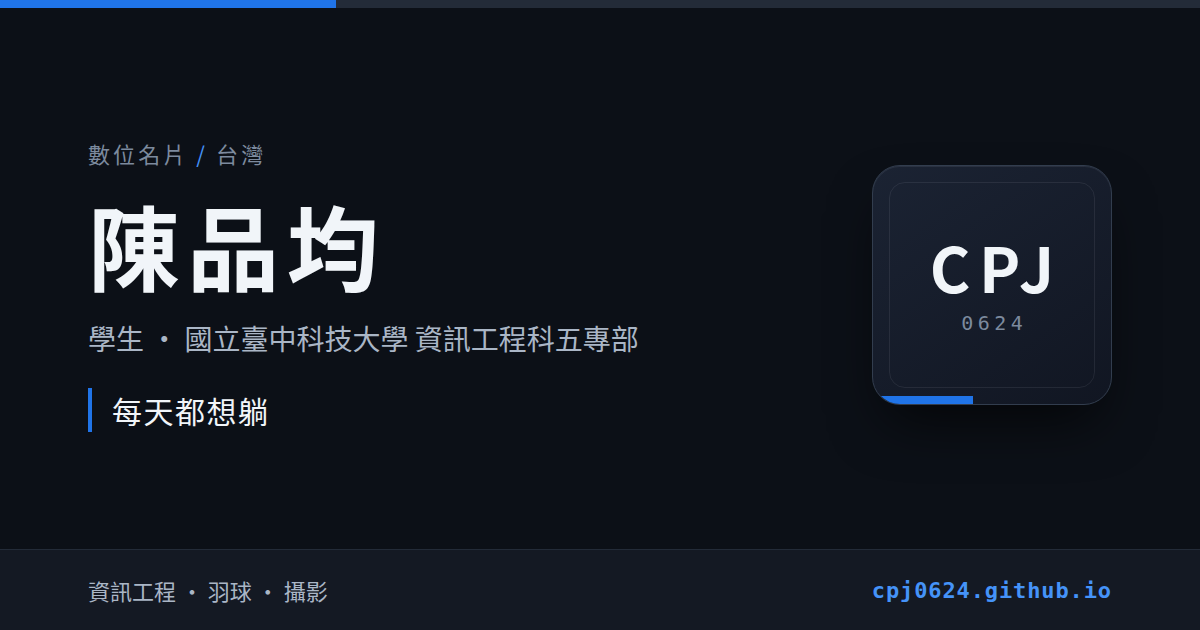 數位名片 / 台灣
陳品均
學生 · 國立臺中科技大學 資訊工程科五專部
每天都想躺
CPJ
0624
資訊工程 · 羽球 · 攝影
cpj0624.github.io